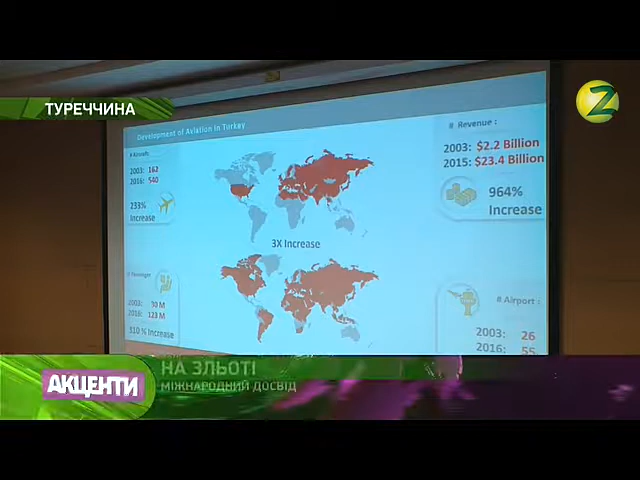 ТУРЕЧЧИНА
Z
Development of Aviation in Turkey
# Aircraft:
2003: 162
2016: 540
233%
Increase
# Revenue :
2003: $2.2 Billion
2015: $23.4 Billion
964%
Increase
3X Increase
# Passenger
2003: 30 M
2016: 123 M
310 % Increase
# Airport :
2003: 26
2016: 55
НА ЗЛЬОТІ
МІЖНАРОДНИЙ ДОСВІД
АКЦЕНТИ